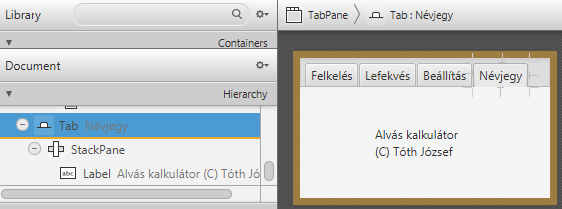 Library
Containers
Document
Hierarchy
Tab Névjegy
StackPane
abc Label Alvás kalkulátor (C) Tóth Jó
TabPane Tab : Névjegy
Felkelés Lefekvés Beállítás Névjegy
Alvás kalkulátor
(C) Tóth József